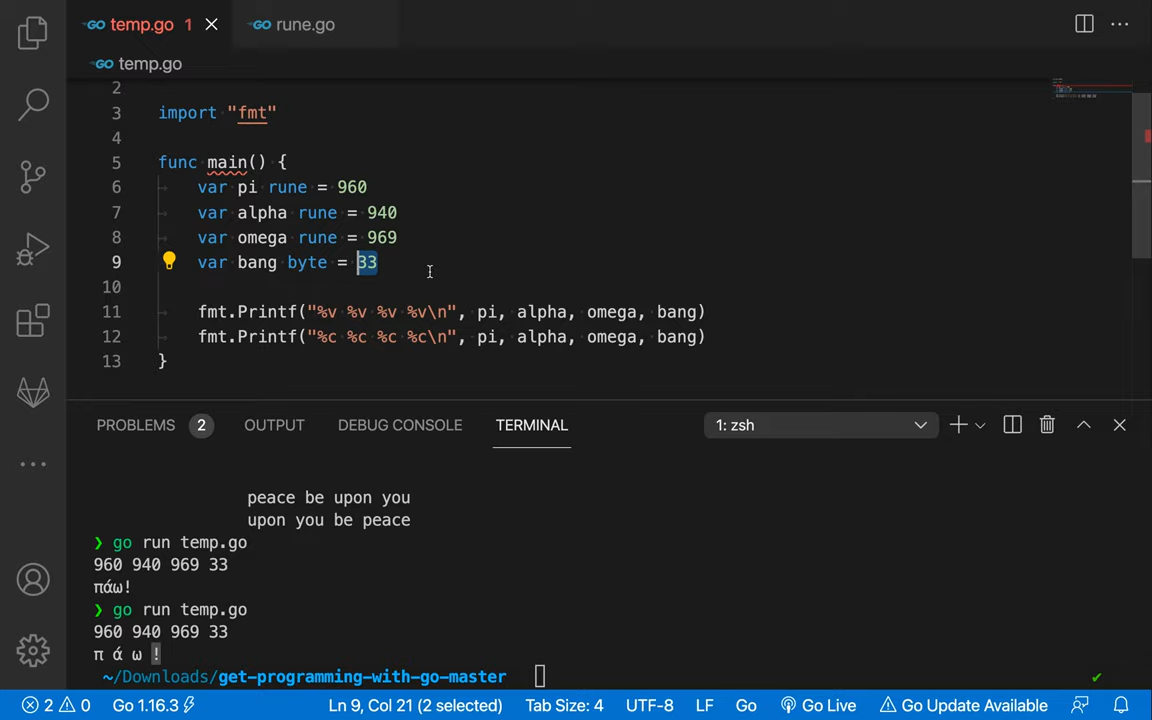 GO temp.go 1
GO rune.go
GO temp.go
2
3 import "fmt"
4
5 func main() {
6 var pi rune = 960
7 var alpha rune = 940
8 var omega rune = 969
9 var bang byte = 33
10
11 fmt.Printf("%v %v %v %v\n", pi, alpha, omega, bang)
12 fmt.Printf("%c %c %c %c\n", pi, alpha, omega, bang)
13 }
PROBLEMS 2 OUTPUT DEBUG CONSOLE TERMINAL 1: zsh
peace be upon you
upon you be peace
❯ go run temp.go
960 940 969 33
πάω!
❯ go run temp.go
960 940 969 33
π ά ω !
~/Downloads/get-programming-with-go-master
2 0 Go 1.16.3 Ln 9, Col 21 (2 selected) Tab Size: 4 UTF-8 LF Go Go Live Go Update Available